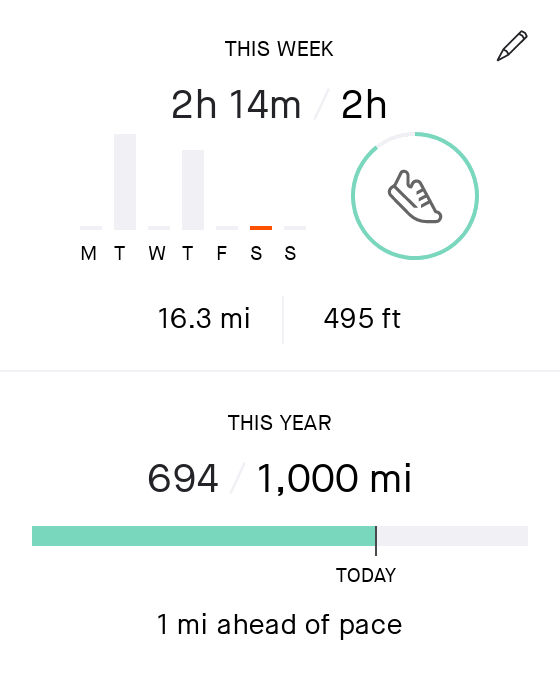 THIS WEEK
2h 14m / 2h
M T W T F S S
16.3 mi | 495 ft
THIS YEAR
694 / 1,000 mi
TODAY
1 mi ahead of pace